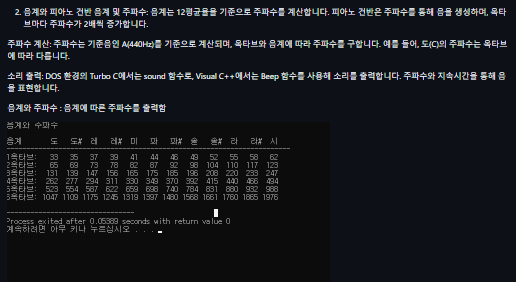 2. 음계와 피아노 건반 음계 및 주파수: 음계는 12평균율을 기준으로 주파수를 계산합니다. 피아노 건반은 주파수를 통해 음을 생성하며, 옥타
브마다 주파수가 2배씩 증가합니다.
주파수 계산: 주파수는 기준음인 A(440Hz)를 기준으로 계산되며, 옥타브와 음계에 따라 주파수를 구합니다. 예를 들어, 도(C)의 주파수는 옥타브
에 따라 다릅니다.
소리 출력: DOS 환경의 Turbo C에서는 sound 함수로, Visual C++에서는 Beep 함수를 사용해 소리를 출력합니다. 주파수와 지속시간을 통해 음
을 표현합니다.
음계와 주파수 : 음계에 따른 주파수를 출력함
음계와 주파수
음계 도 도# 레 레# 미 파 파# 솔 솔# 라 라# 시
1옥타브: 33 35 37 39 41 44 46 49 52 55 58 62
2옥타브: 65 69 73 78 82 87 92 98 104 110 117 123
3옥타브: 131 139 147 156 165 175 185 196 208 220 233 247
4옥타브: 262 277 294 311 330 349 370 392 415 440 466 494
5옥타브: 523 554 587 622 659 698 740 784 831 880 932 988
6옥타브: 1047 1109 1175 1245 1319 1397 1480 1568 1661 1760 1865 1976
--------------------------------
Process exited after 0.05389 seconds with return value 0
계속하려면 아무 키나 누르십시오 . . .